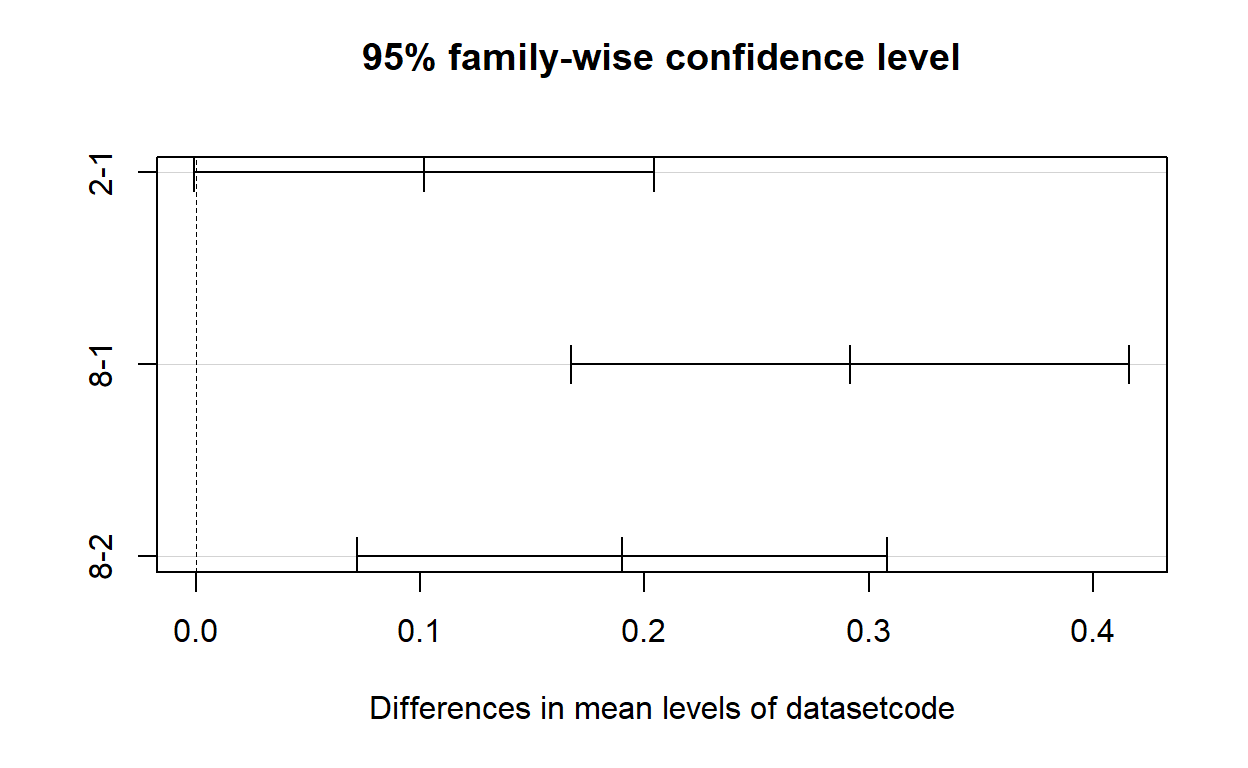 95% family-wise confidence level
2-1
8-1
8-2
0.0 0.1 0.2 0.3 0.4
Differences in mean levels of datasetcode